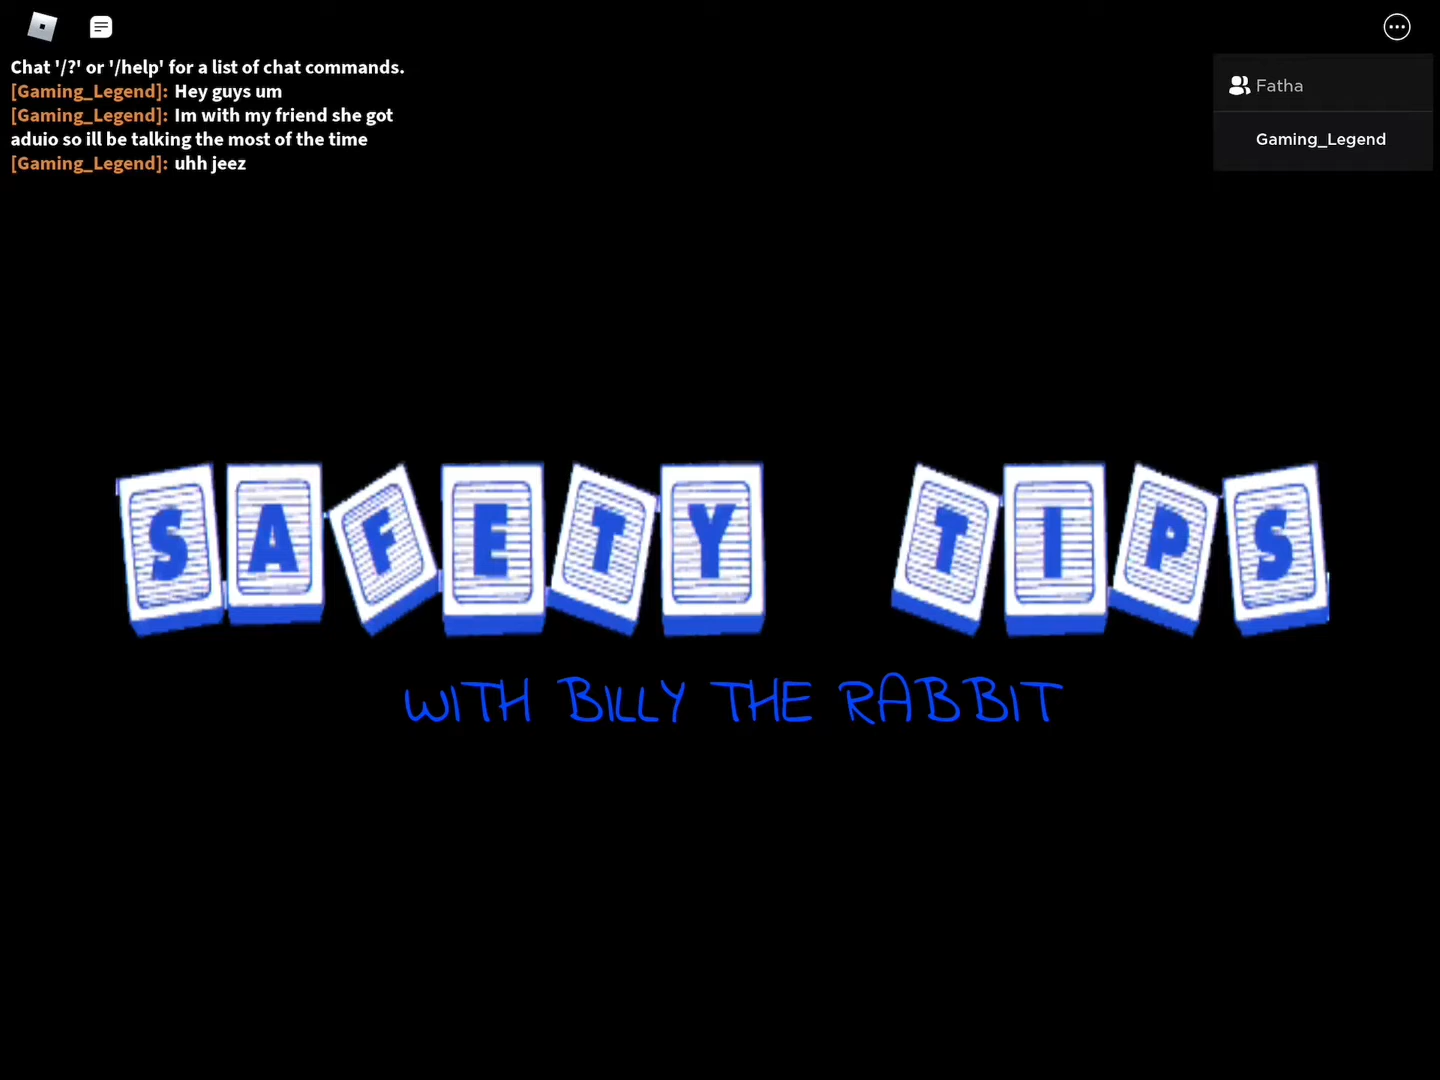 Chat '/?' or '/help' for a list of chat commands.
[Gaming_Legend]: Hey guys um
[Gaming_Legend]: Im with my friend she got
aduio so ill be talking the most of the time
[Gaming_Legend]: uhh jeez
Fatha
Gaming_Legend
SAFETY TIPS
WITH BILLY THE RABBIT